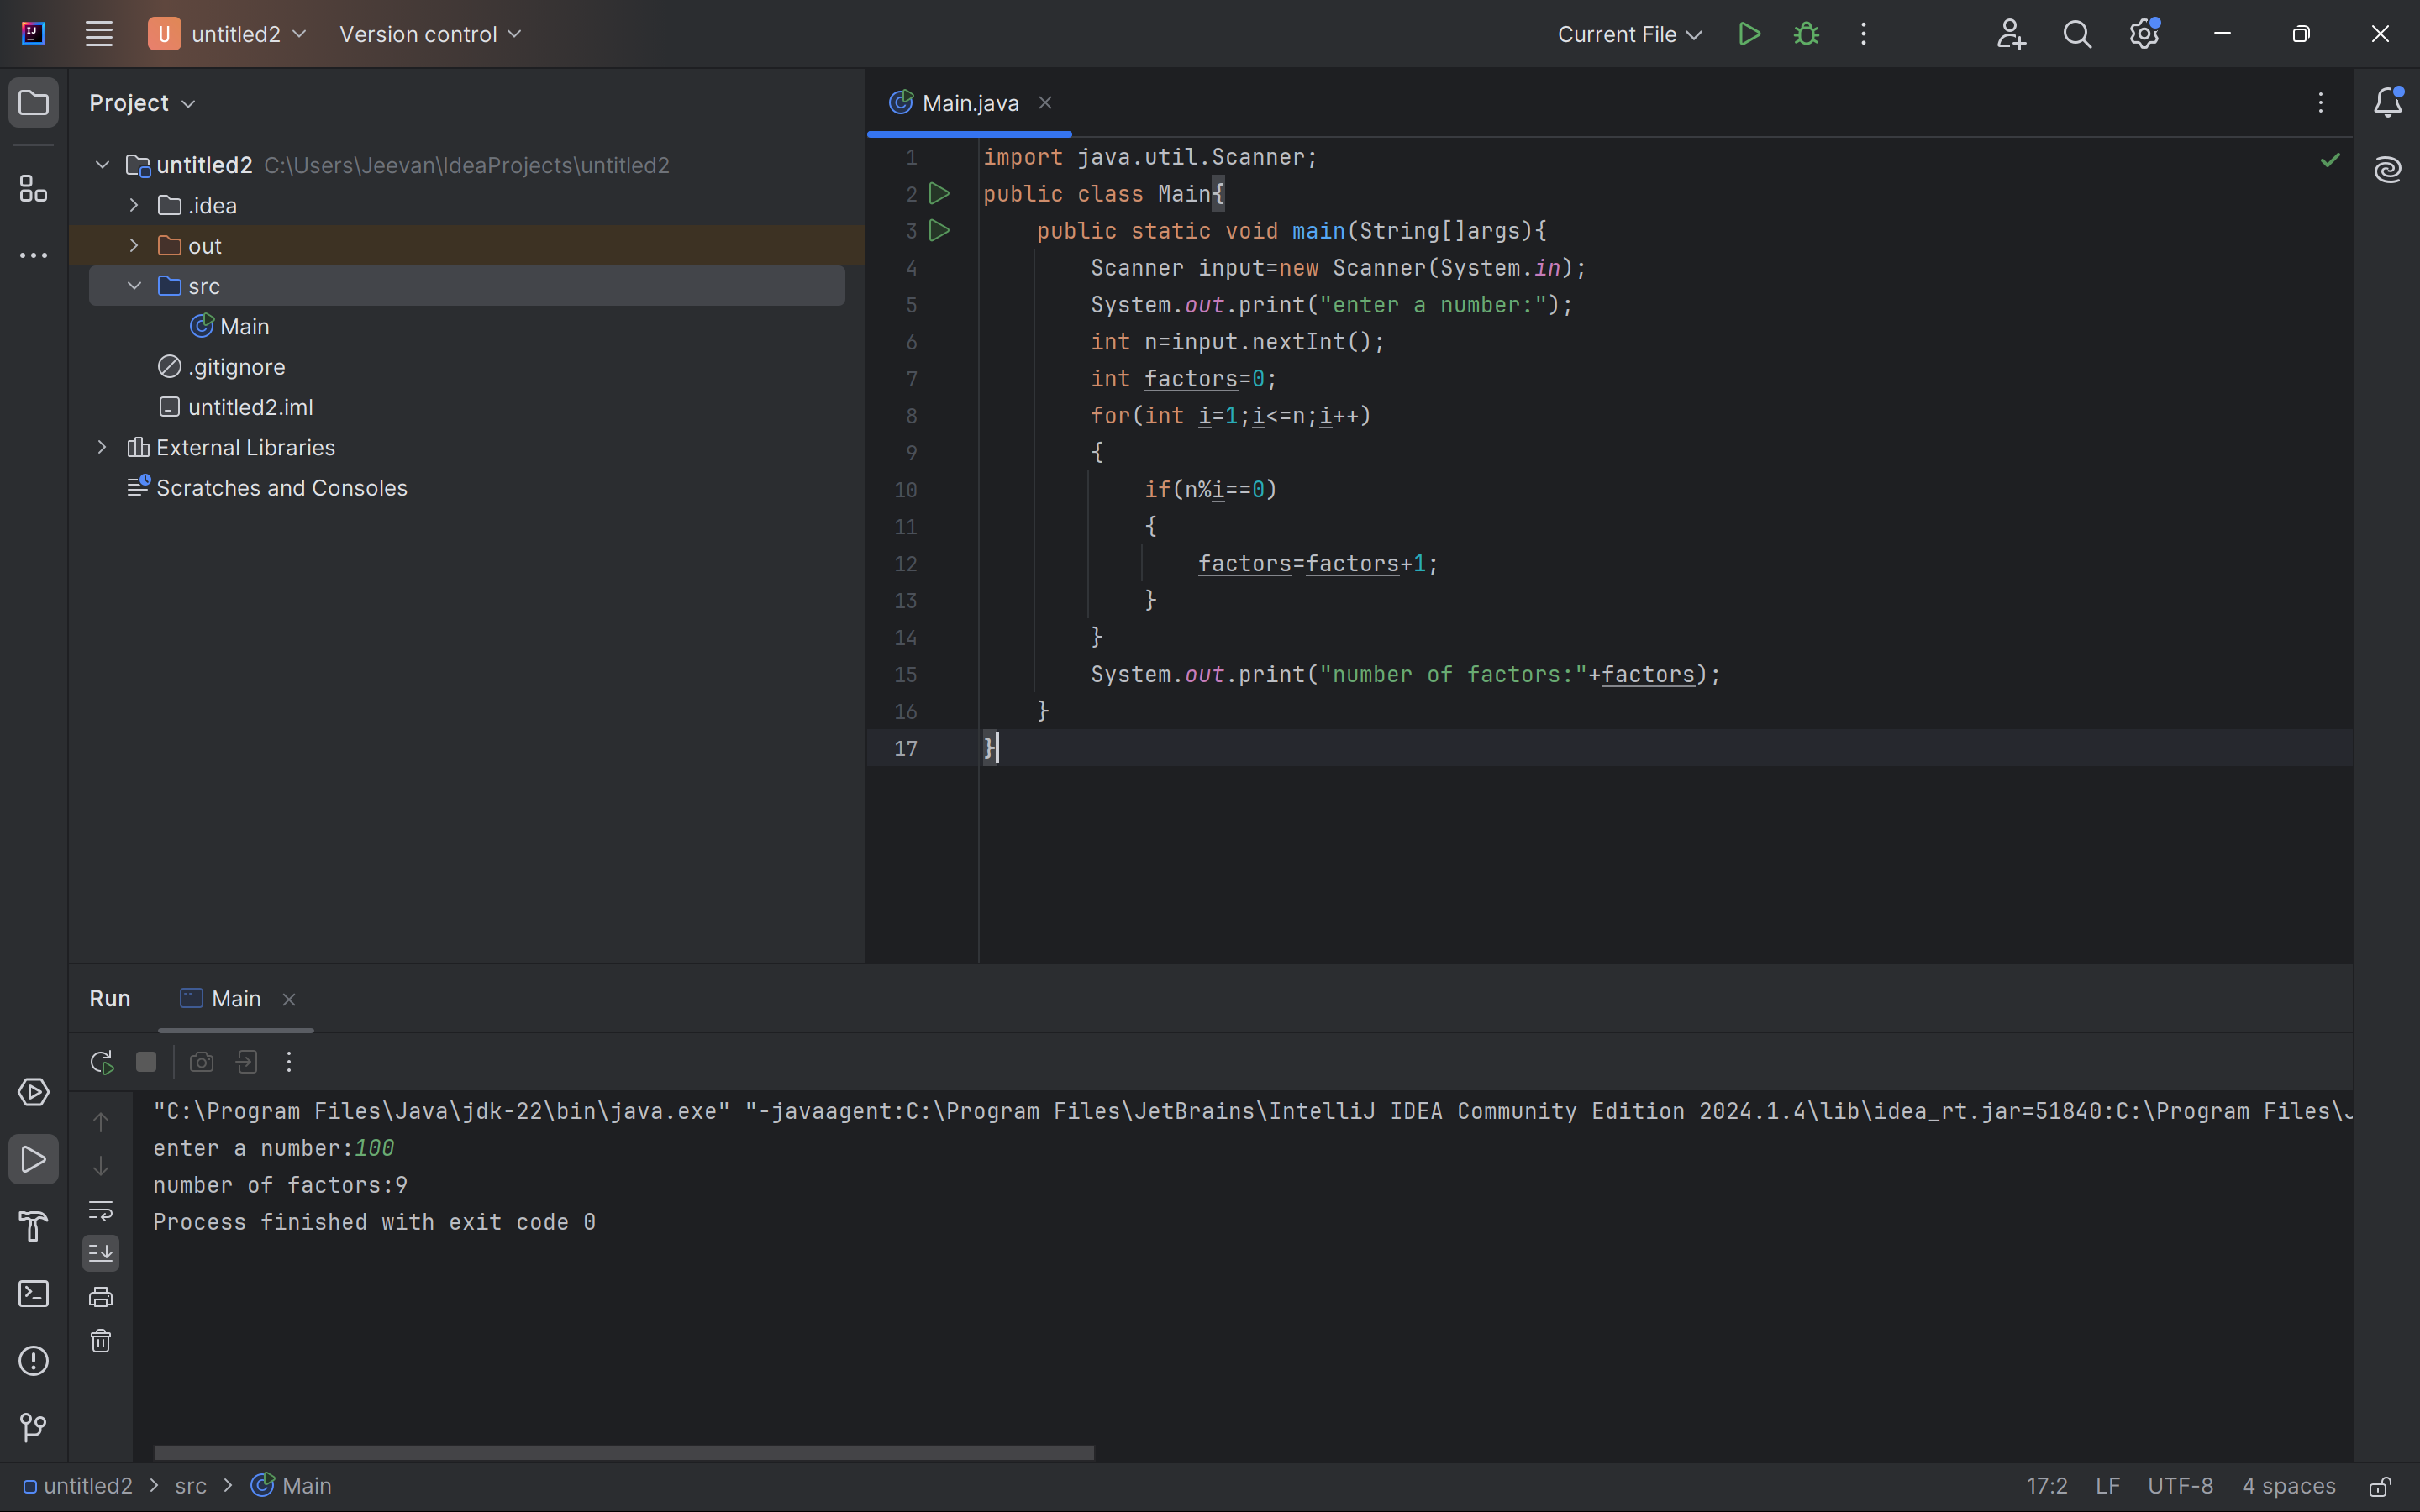 U untitled2 Version control Current File
Project
untitled2 C:\Users\Jeevan\IdeaProjects\untitled2
.idea
out
src
Main
.gitignore
untitled2.iml
External Libraries
Scratches and Consoles
Main.java
1 import java.util.Scanner;
2 public class Main{
3 public static void main(String[]args){
4 Scanner input=new Scanner(System.in);
5 System.out.print("enter a number:");
6 int n=input.nextInt();
7 int factors=0;
8 for(int i=1;i<=n;i++)
9 {
10 if(n%i==0)
11 {
12 factors=factors+1;
13 }
14 }
15 System.out.print("number of factors:"+factors);
16 }
17 }
Run Main
"C:\Program Files\Java\jdk-22\bin\java.exe" "-javaagent:C:\Program Files\JetBrains\IntelliJ IDEA Community Edition 2024.1.4\lib\idea_rt.jar=51840:C:\Program Files\J
enter a number:100
number of factors:9
Process finished with exit code 0
untitled2 > src > Main 17:2 LF UTF-8 4 spaces